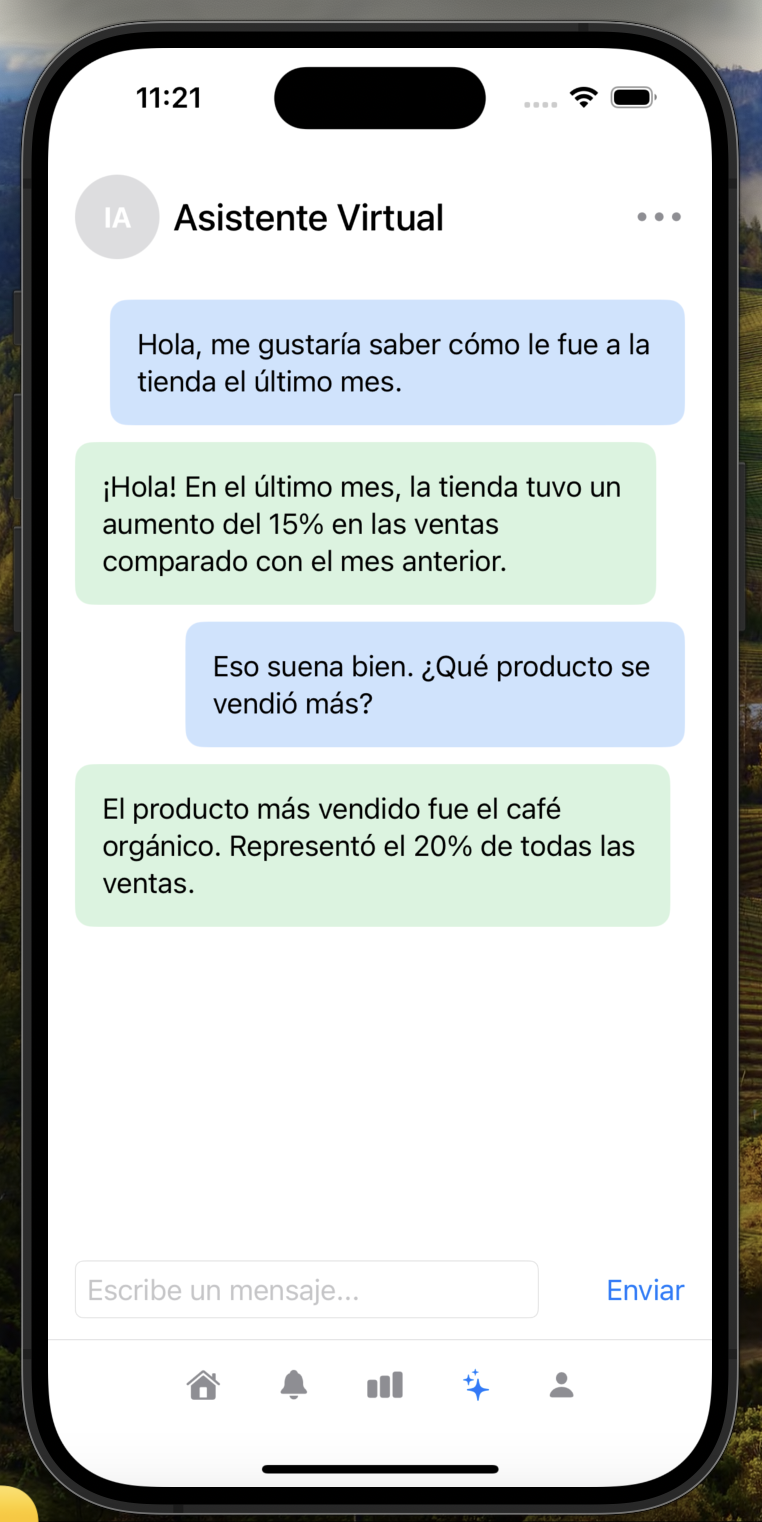 11:21
IA
Asistente Virtual
Hola, me gustaría saber cómo le fue a la
tienda el último mes.
¡Hola! En el último mes, la tienda tuvo un
aumento del 15% en las ventas
comparado con el mes anterior.
Eso suena bien. ¿Qué producto se
vendió más?
El producto más vendido fue el café
orgánico. Representó el 20% de todas las
ventas.
Escribe un mensaje...
Enviar